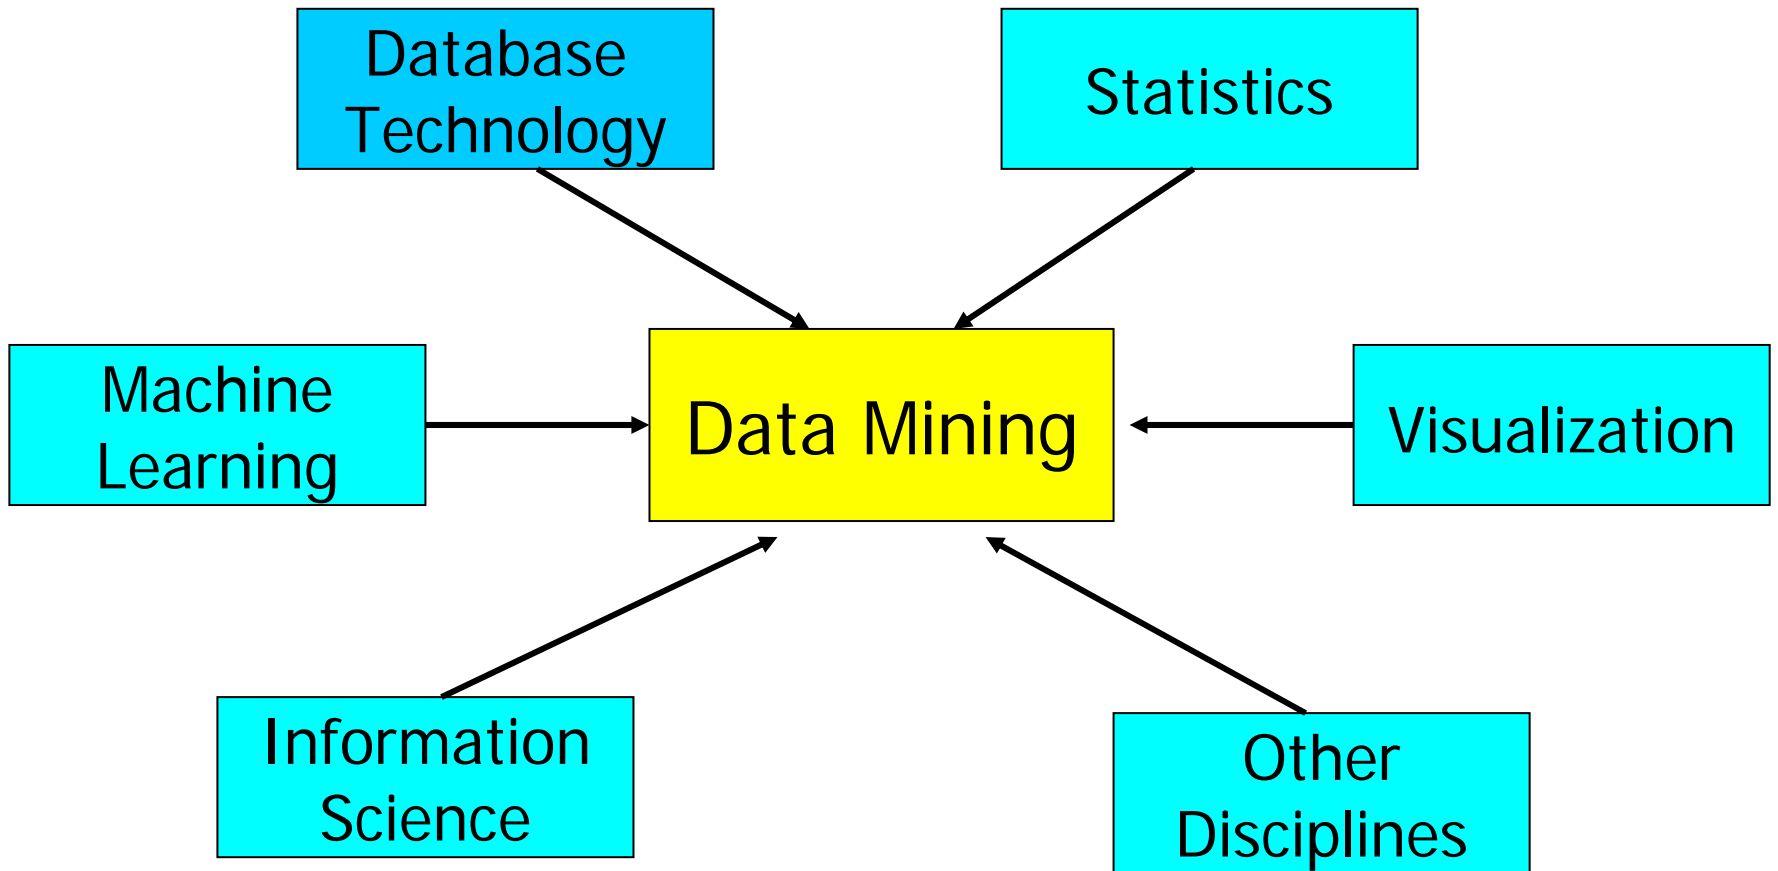 Database
Technology
Statistics
Machine
Learning
Data Mining
Visualization
Information
Science
Other
Disciplines